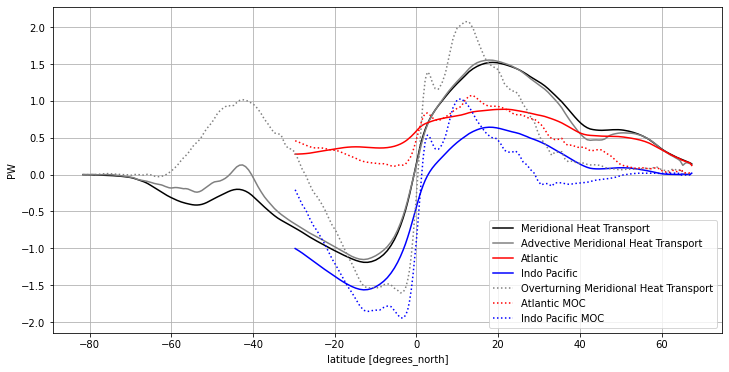 2.0
1.5
1.0
0.5
0.0
−0.5
−1.0
−1.5
−2.0
PW
−80
−60
−40
−20
0
20
40
60
latitude [degrees_north]
Meridional Heat Transport
Advective Meridional Heat Transport
Atlantic
Indo Pacific
Overturning Meridional Heat Transport
Atlantic MOC
Indo Pacific MOC